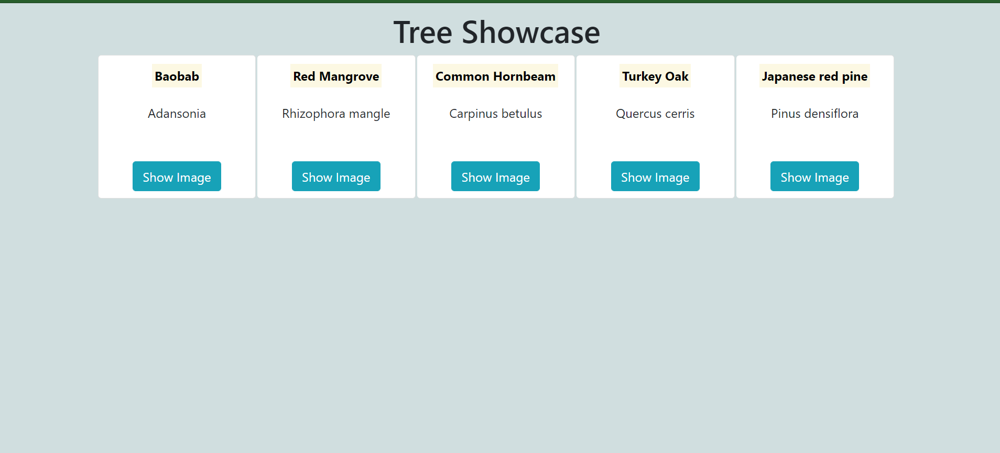 Tree Showcase
Baobab
Adansonia
Show Image
Red Mangrove
Rhizophora mangle
Show Image
Common Hornbeam
Carpinus betulus
Show Image
Turkey Oak
Quercus cerris
Show Image
Japanese red pine
Pinus densiflora
Show Image